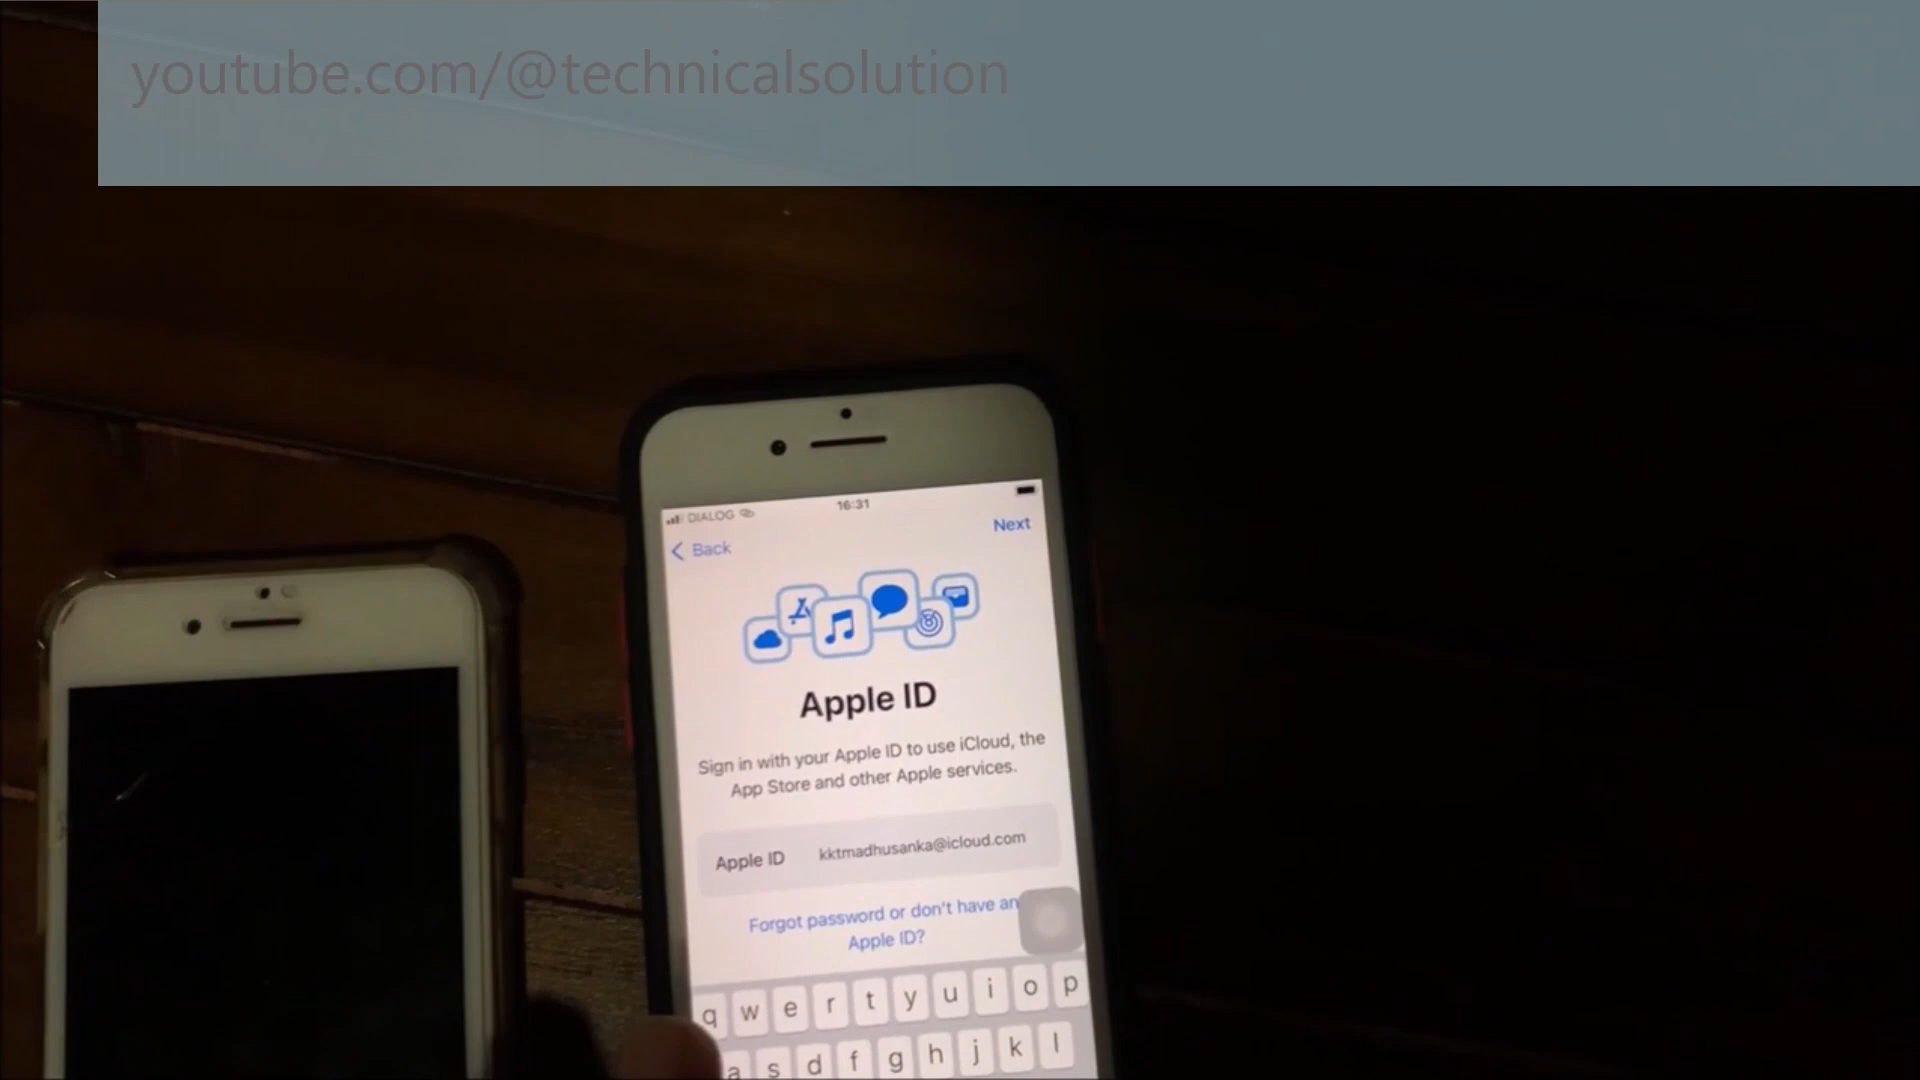 youtube.com/@technicalsolution
DIALOG
16:31
Back
Next
Apple ID
Sign in with your Apple ID to use iCloud, the
App Store and other Apple services.
Apple ID kktmadhusanka@icloud.com
Forgot password or don't have an
Apple ID?
q w e r t y u i o p
a s d f g h j k l